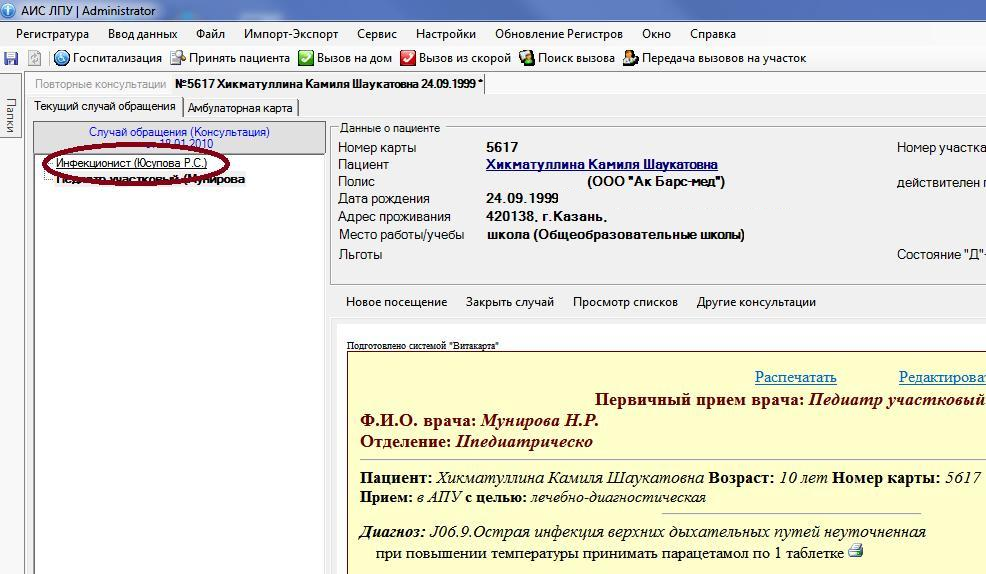 АИС ЛПУ | Administrator
Регистратура Ввод данных Файл Импорт-Экспорт Сервис Настройки Обновление Регистров Окно Справка
Госпитализация Принять пациента Вызов на дом Вызов из скорой Поиск вызова Передача вызовов на участок
Папки
Повторные консультации №5617 Хикматуллина Камиля Шаукатовна 24.09.1999 *
Текущий случай обращения Амбулаторная карта
Случай обращения (Консультация)
от 18.01.2010
Инфекционист (Юсупова Р.С.)
Педиатр участковый (Мунирова
Данные о пациенте
Номер карты 5617 Номер участка
Пациент Хикматуллина Камиля Шаукатовна
Полис (ООО "Ак Барс-мед") действителен п
Дата рождения 24.09.1999
Адрес проживания 420138, г.Казань,
Место работы/учебы школа (Общеобразовательные школы)
Льготы Состояние "Д"-
Новое посещение Закрыть случай Просмотр списков Другие консультации
Подготовлено системой "Витакарта"
Распечатать Редактироват
Первичный прием врача: Педиатр участковый
Ф.И.О. врача: Мунирова Н.Р.
Отделение: Ппедиатрическо
Пациент: Хикматуллина Камиля Шаукатовна Возраст: 10 лет Номер карты: 5617
Прием: в АПУ с целью: лечебно-диагностическая
Диагноз: J06.9.Острая инфекция верхних дыхательных путей неуточненная
при повышении температуры принимать парацетамол по 1 таблетке